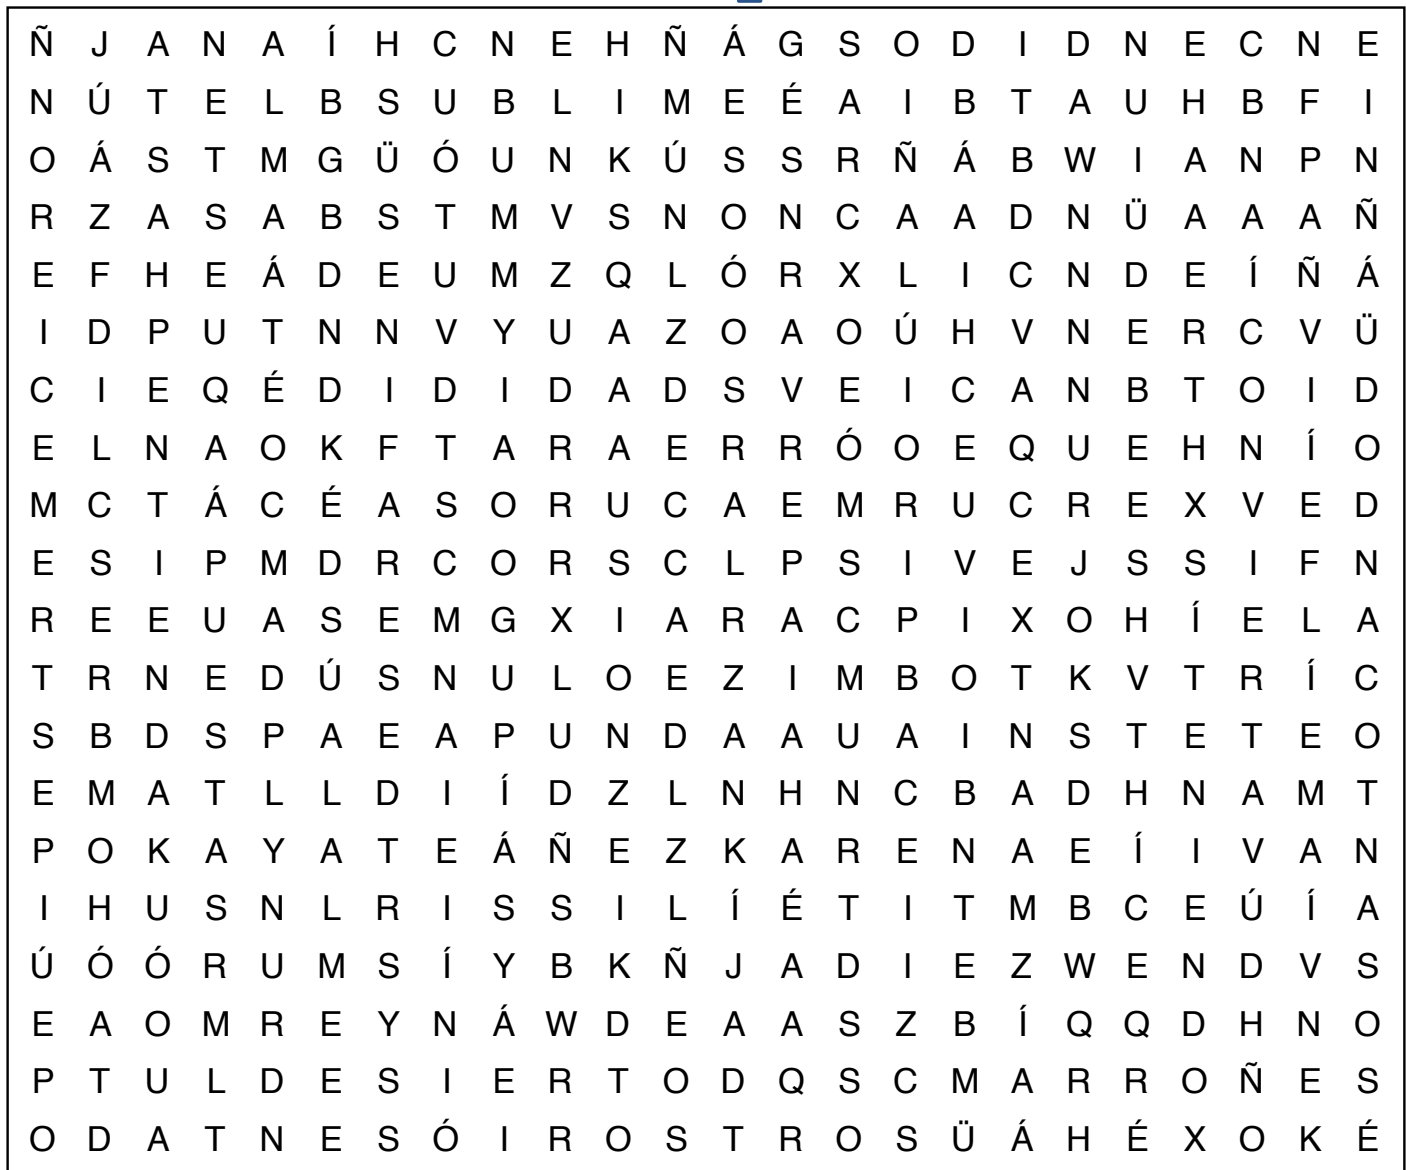 Ñ J A N A Í H C N E H Ñ Á G S O D I D N E C N E
N Ú T E L B S U B L I M E É A I B T A U H B F I
O Á S T M G Ü Ó U N K Ú S S R Ñ Á B W I A N P N
R Z A S A B S T M V S N O N C A A D N Ü A A A Ñ
E F H E Á D E U M Z Q L Ó R X L I C N D E Í Ñ Á
I D P U T N N V Y U A Z O A O Ú H V N E R C V Ü
C I E Q É D I D I D A D S V E I C A N B T O I D
E L N A O K F T A R A E R R Ó O E Q U E H N Í O
M C T Á C É A S O R U C A E M R U C R E X V E D
E S I P M D R C O R S C L P S I V E J S S I F N
R E E U A S E M G X I A R A C P I X O H Í E L A
T R N E D Ú S N U L O E Z I M B O T K V T R Í C
S B D S P A E A P U N D A A U A I N S T E T E O
E M A T L L D I Í D Z L N H N C B A D H N A M T
P O K A Y A T E Á Ñ E Z K A R E N A E Í I V A N
I H U S N L R I S S I L Í É T I T M B C E Ú Í A
Ú Ó Ó R U M S Í Y B K Ñ J A D I E Z W E N D V S
E A O M R E Y N Á W D E A A S Z B Í Q Q D H N O
P T U L D E S I E R T O D Q S C M A R R O Ñ E S
O D A T N E S Ó I R O S T R O S Ü Á H É X O K É